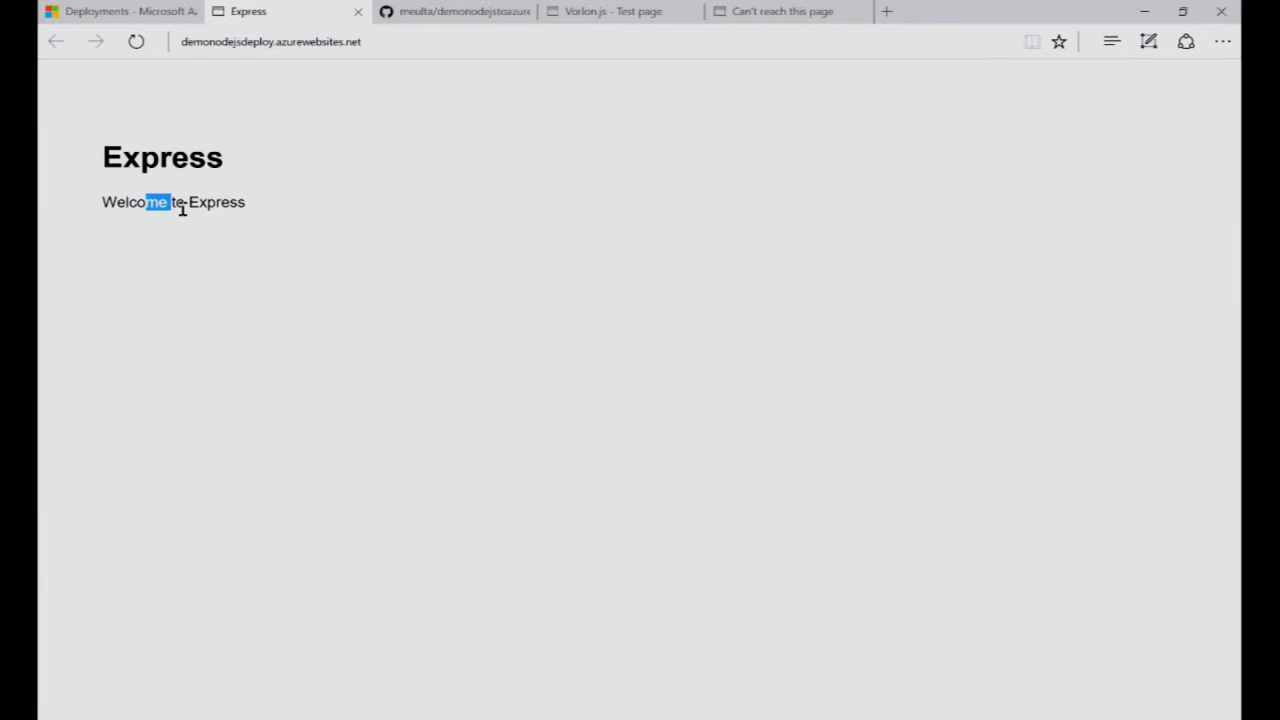 Deployments - Microsoft Az
Express
meulta/demonodejstoazure
Vorlon.js - Test page
Can't reach this page
demonodejsdeploy.azurewebsites.net
Express
Welcome to Express